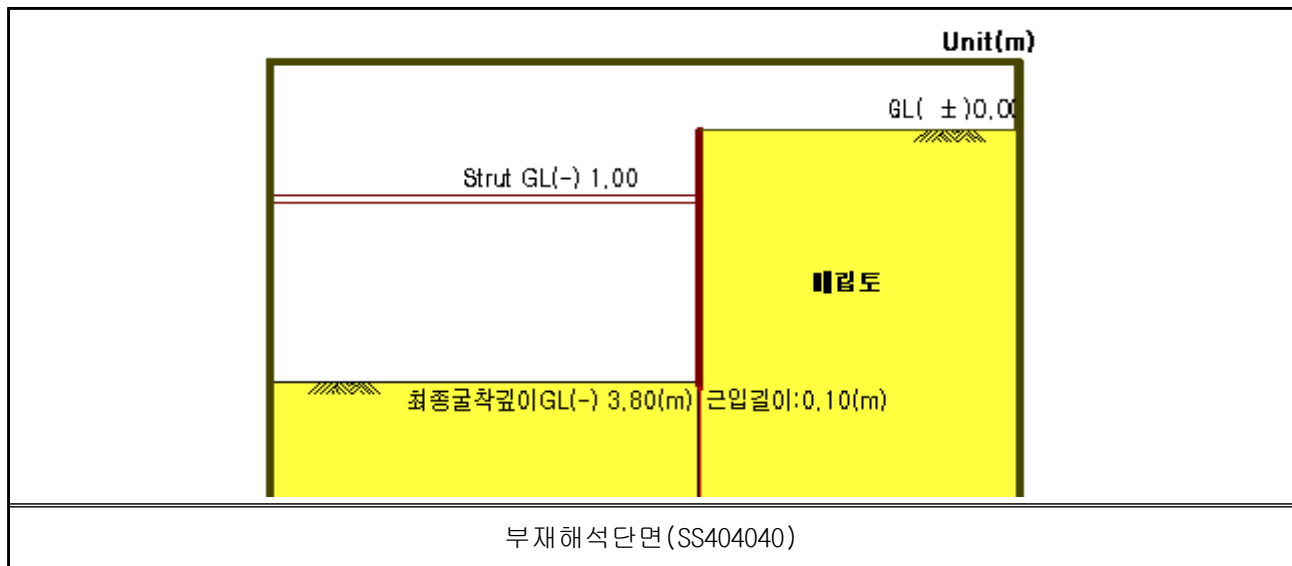 Unit(m)
GL( ±)0,00
Strut GL(-) 1,00
매립토
최종굴착깊이GL(-) 3,80(m) 근입길이:0,10(m)
부재해석단면(SS404040)